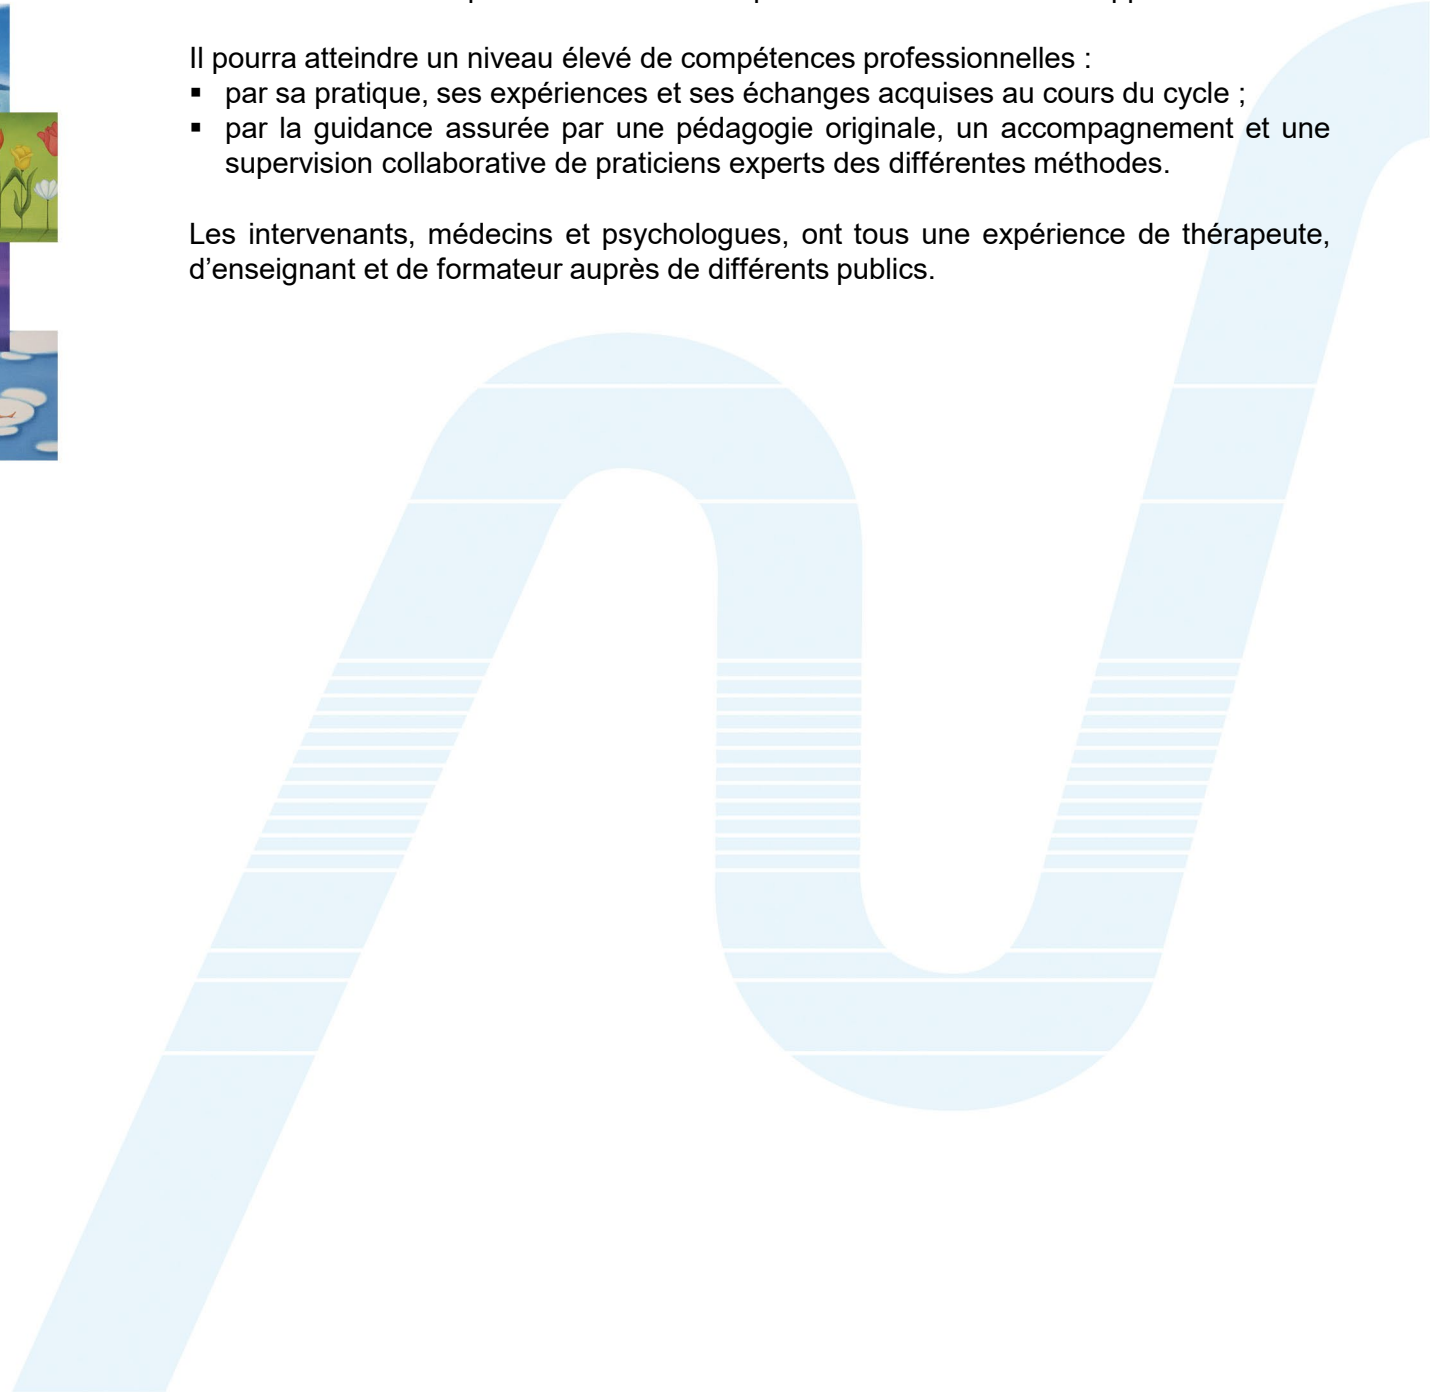 Il pourra atteindre un niveau élevé de compétences professionnelles :
▪ par sa pratique, ses expériences et ses échanges acquises au cours du cycle ;
▪ par la guidance assurée par une pédagogie originale, un accompagnement et une
supervision collaborative de praticiens experts des différentes méthodes.
Les intervenants, médecins et psychologues, ont tous une expérience de thérapeute,
d’enseignant et de formateur auprès de différents publics.